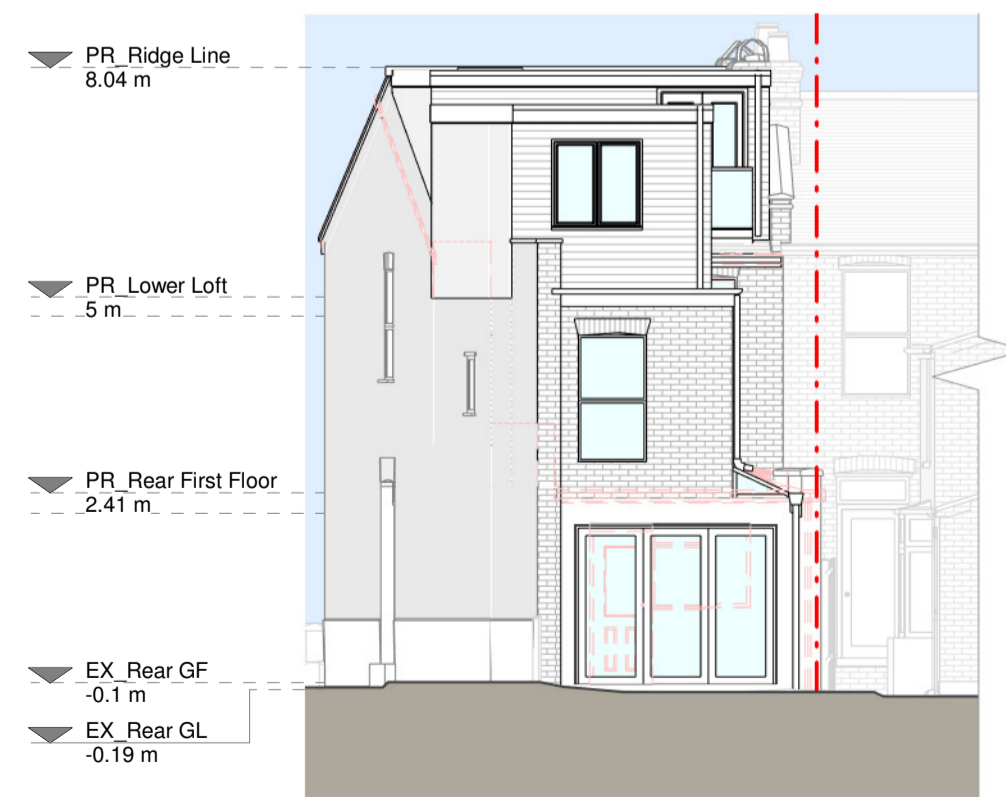 PR_Ridge Line
8.04 m
PR_Lower Loft
5 m
PR_Rear First Floor
2.41 m
EX_Rear GF
-0.1 m
EX_Rear GL
-0.19 m